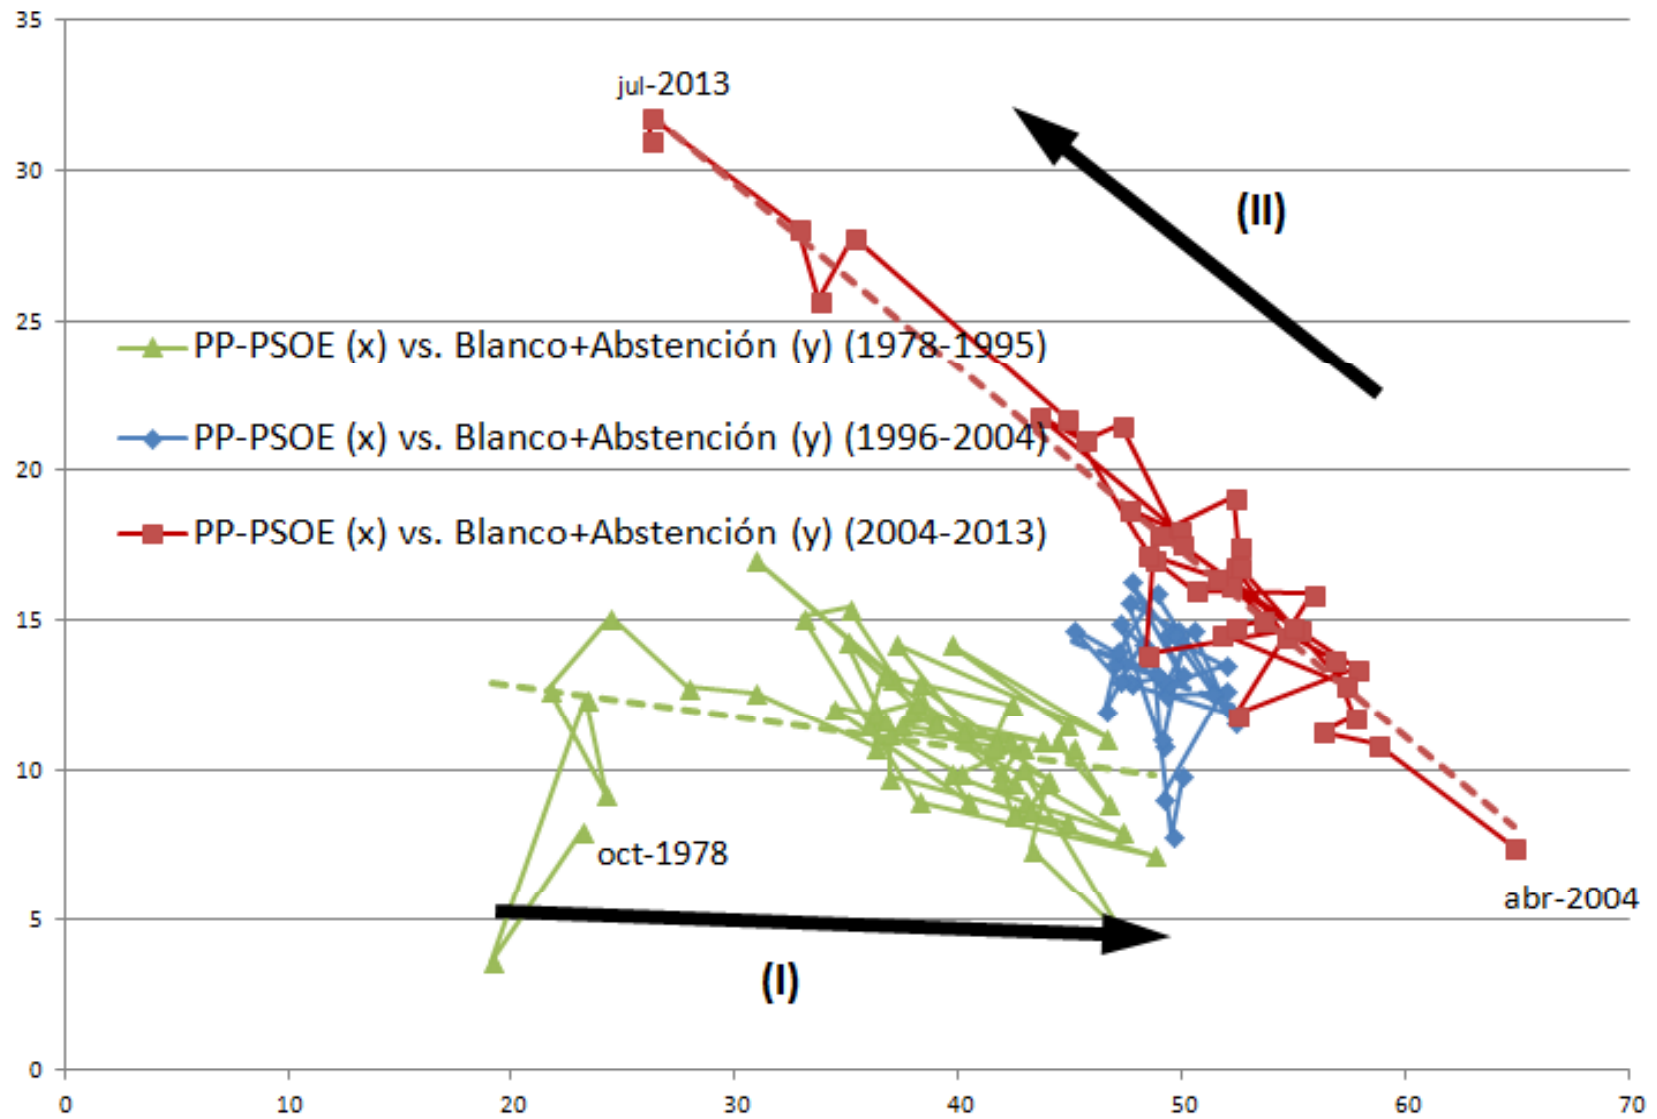 35
jul-2013
30
(II)
25
PP-PSOE (x) vs. Blanco+Abstención (y) (1978-1995)
PP-PSOE (x) vs. Blanco+Abstención (y) (1996-2004)
20
PP-PSOE (x) vs. Blanco+Abstención (y) (2004-2013)
15
10
oct-1978
abr-2004
5
(I)
0
0 10 20 30 40 50 60 70